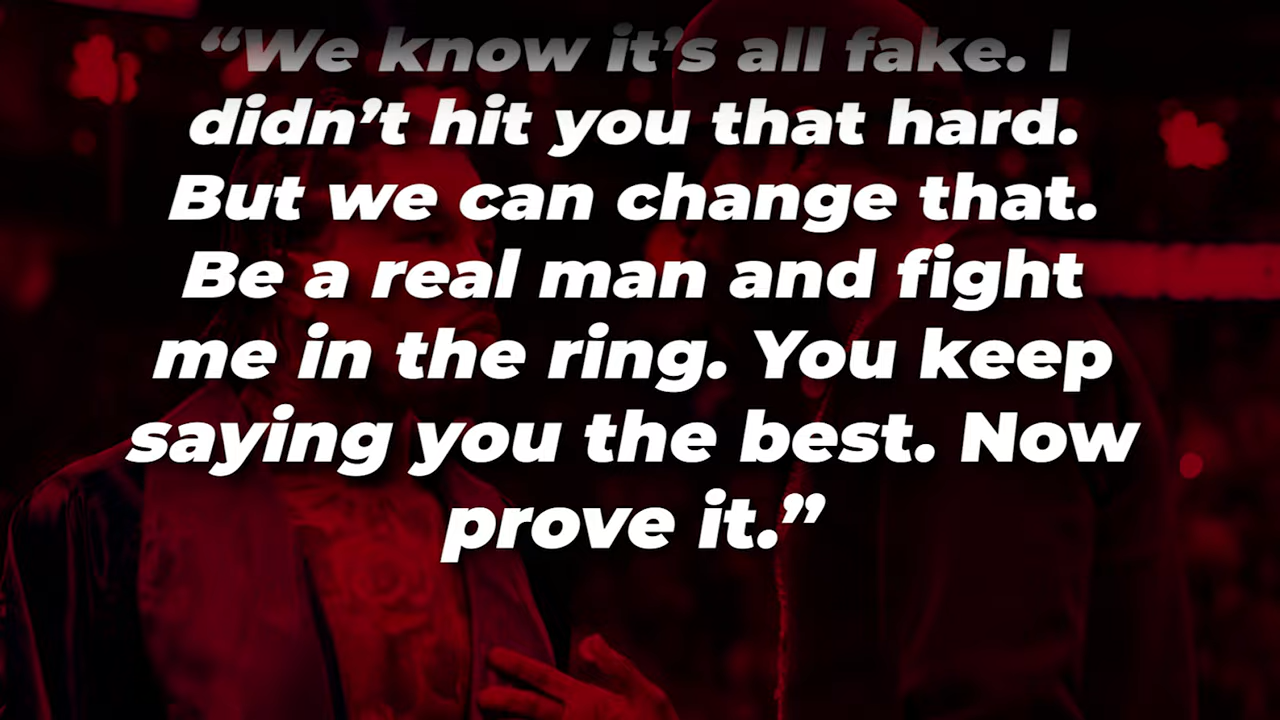 “We know it’s all fake. I
didn’t hit you that hard.
But we can change that.
Be a real man and fight
me in the ring. You keep
saying you the best. Now
prove it.”